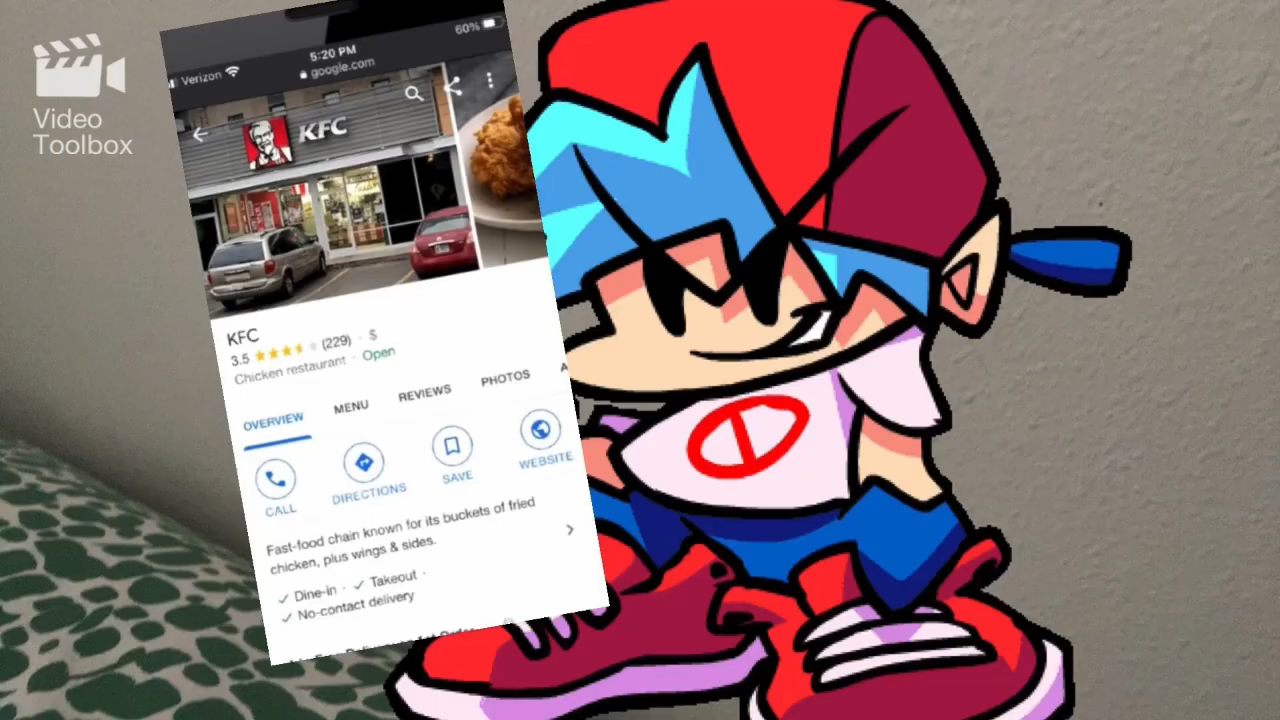 Video
Toolbox
Verizon
5:20 PM
60%
google.com
KFC
KFC
3.5 (229) · $
Chicken restaurant · Open
OVERVIEW
MENU
REVIEWS
PHOTOS
CALL
DIRECTIONS
SAVE
WEBSITE
Fast-food chain known for its buckets of fried
chicken, plus wings & sides.
✓ Dine-in · ✓ Takeout ·
✓ No-contact delivery